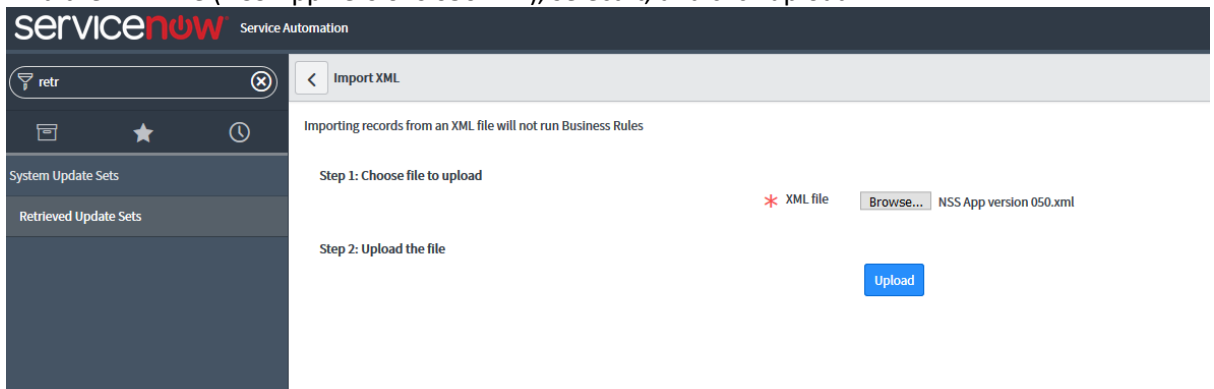 servicenow Service Automation
retr
Import XML
Importing records from an XML file will not run Business Rules
System Update Sets
Step 1: Choose file to upload
XML file Browse... NSS App version 050.xml
Retrieved Update Sets
Step 2: Upload the file
Upload